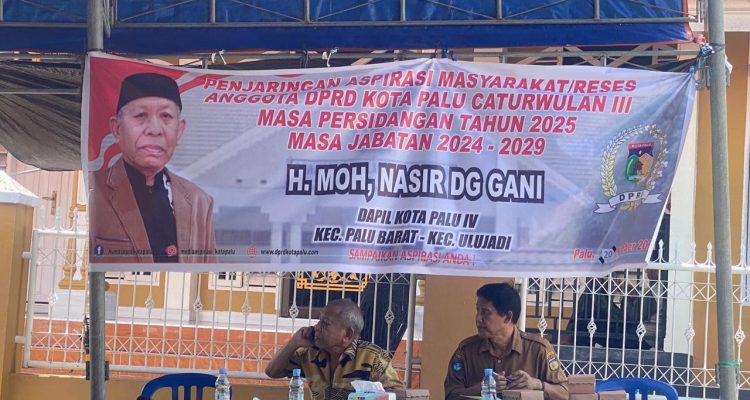 PENJARINGAN ASPIRASI MASYARAKAT/RESES
ANGGOTA DPRD KOTA PALU CATURWULAN III
MASA PERSIDANGAN TAHUN 2025
MASA JABATAN 2024 - 2029
H. MOH, NASIR DG GANI
DAPIL KOTA PALU IV
KEC. PALU BARAT - KEC. ULUJADI
SAMPAIKAN ASPIRASI ANDA !
DPRD
www.dprdkotapalu.com
Palu, 20